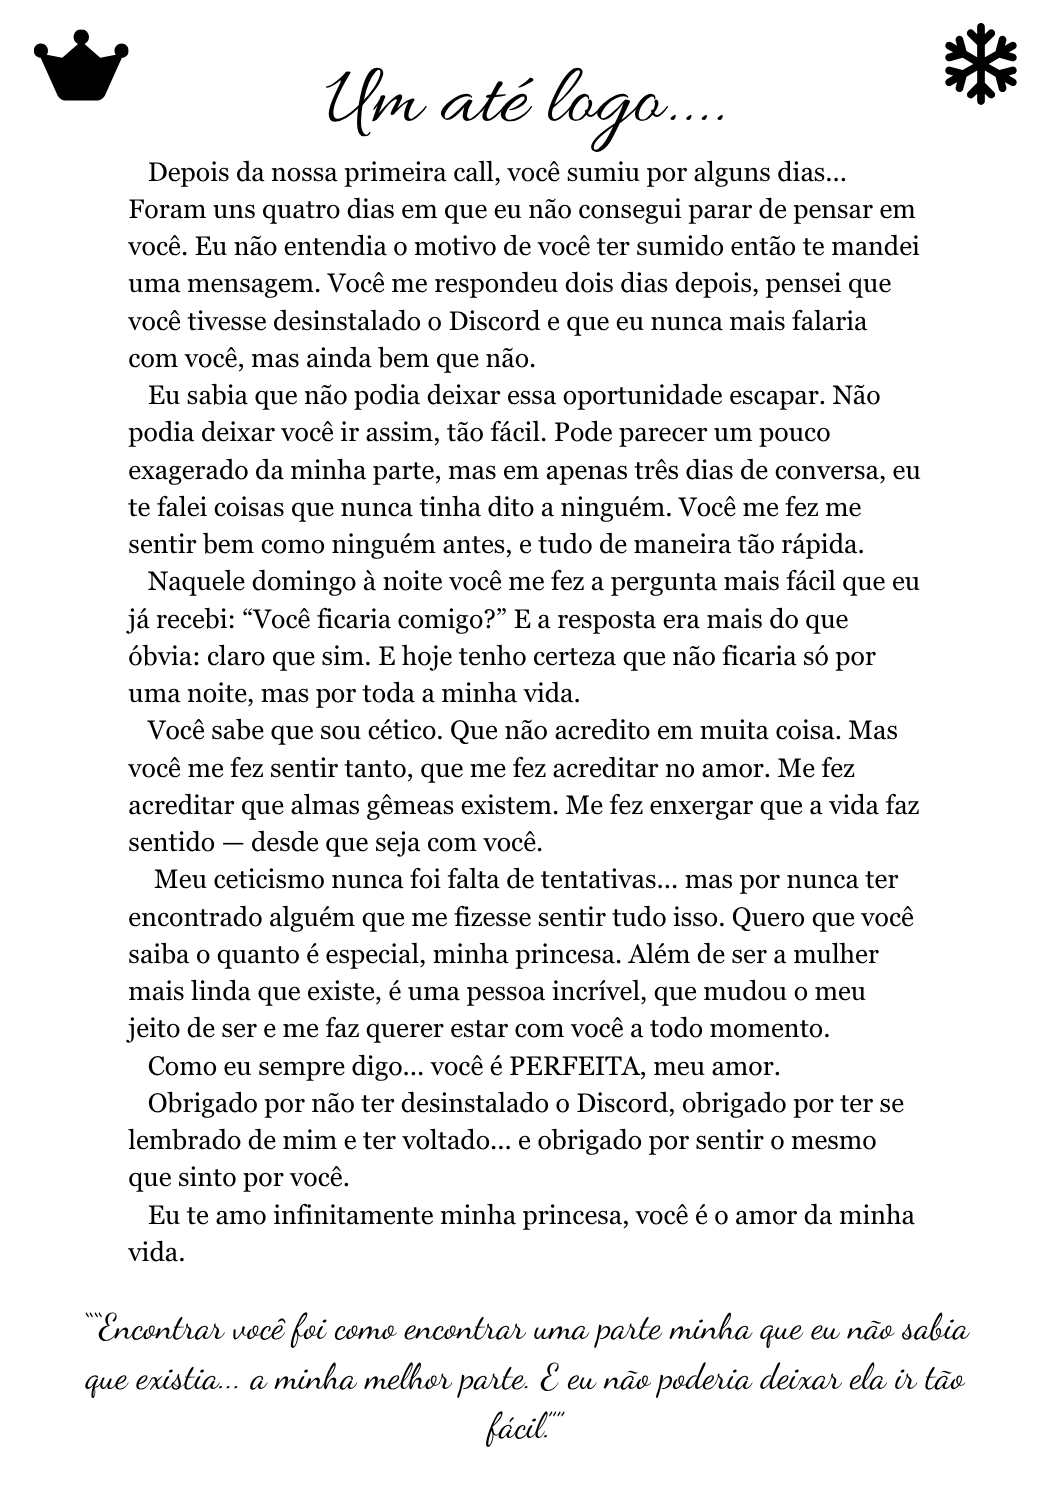 Um até logo....
Depois da nossa primeira call, você sumiu por alguns dias...
Foram uns quatro dias em que eu não consegui parar de pensar em
você. Eu não entendia o motivo de você ter sumido então te mandei
uma mensagem. Você me respondeu dois dias depois, pensei que
você tivesse desinstalado o Discord e que eu nunca mais falaria
com você, mas ainda bem que não.
Eu sabia que não podia deixar essa oportunidade escapar. Não
podia deixar você ir assim, tão fácil. Pode parecer um pouco
exagerado da minha parte, mas em apenas três dias de conversa, eu
te falei coisas que nunca tinha dito a ninguém. Você me fez me
sentir bem como ninguém antes, e tudo de maneira tão rápida.
Naquele domingo à noite você me fez a pergunta mais fácil que eu
já recebi: “Você ficaria comigo?” E a resposta era mais do que
óbvia: claro que sim. E hoje tenho certeza que não ficaria só por
uma noite, mas por toda a minha vida.
Você sabe que sou cético. Que não acredito em muita coisa. Mas
você me fez sentir tanto, que me fez acreditar no amor. Me fez
acreditar que almas gêmeas existem. Me fez enxergar que a vida faz
sentido — desde que seja com você.
Meu ceticismo nunca foi falta de tentativas... mas por nunca ter
encontrado alguém que me fizesse sentir tudo isso. Quero que você
saiba o quanto é especial, minha princesa. Além de ser a mulher
mais linda que existe, é uma pessoa incrível, que mudou o meu
jeito de ser e me faz querer estar com você a todo momento.
Como eu sempre digo... você é PERFEITA, meu amor.
Obrigado por não ter desinstalado o Discord, obrigado por ter se
lembrado de mim e ter voltado... e obrigado por sentir o mesmo
que sinto por você.
Eu te amo infinitamente minha princesa, você é o amor da minha
vida.
““Encontrar você foi como encontrar uma parte minha que eu não sabia
que existia... a minha melhor parte. E eu não poderia deixar ela ir tão
fácil.””